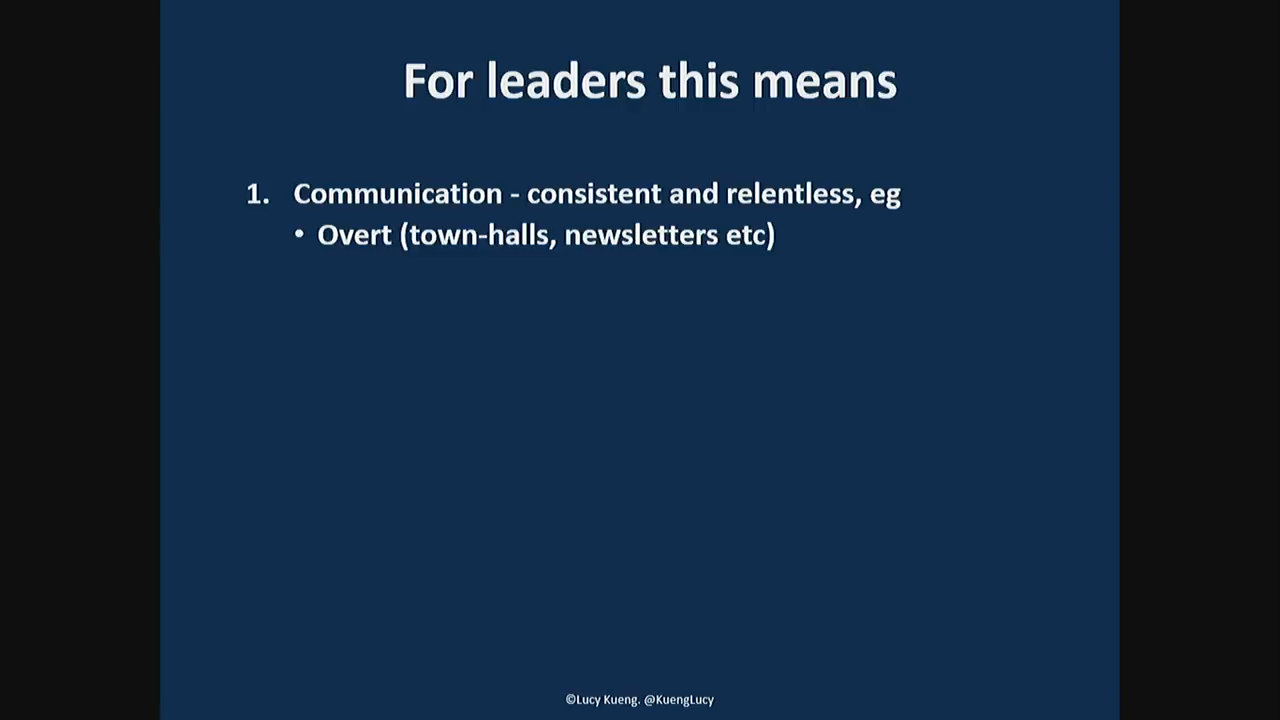 For leaders this means
1. Communication - consistent and relentless, eg
• Overt (town-halls, newsletters etc)
©Lucy Kueng. @KuengLucy